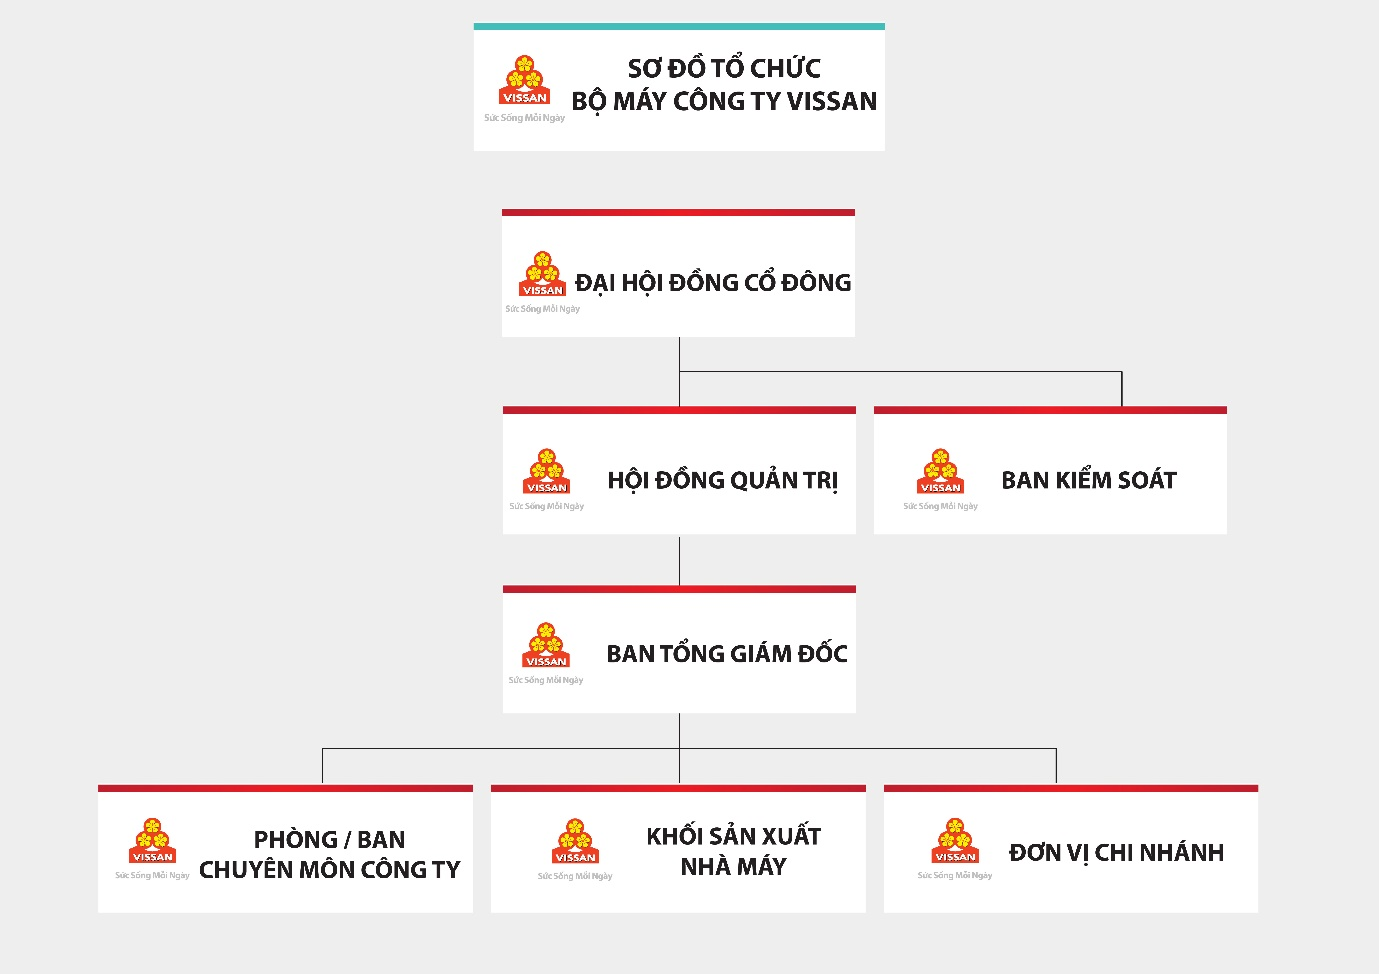 SƠ ĐỒ TỔ CHỨC
BỘ MÁY CÔNG TY VISSAN
VISSAN
Sức Sống Mỗi Ngày
VISSAN
Sức Sống Mỗi Ngày
ĐẠI HỘI ĐỒNG CỔ ĐÔNG
VISSAN
Sức Sống Mỗi Ngày
HỘI ĐỒNG QUẢN TRỊ
VISSAN
Sức Sống Mỗi Ngày
BAN KIỂM SOÁT
VISSAN
Sức Sống Mỗi Ngày
BAN TỔNG GIÁM ĐỐC
VISSAN
Sức Sống Mỗi Ngày
PHÒNG / BAN
CHUYÊN MÔN CÔNG TY
VISSAN
Sức Sống Mỗi Ngày
KHỐI SẢN XUẤT
NHÀ MÁY
VISSAN
Sức Sống Mỗi Ngày
ĐƠN VỊ CHI NHÁNH